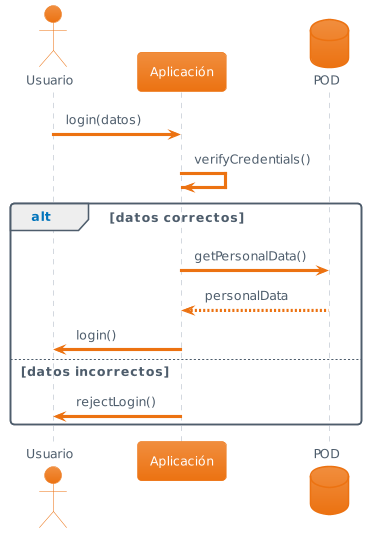 Usuario
Aplicación
POD
login(datos)
verifyCredentials()
alt
[datos correctos]
getPersonalData()
personalData
login()
[datos incorrectos]
rejectLogin()
Usuario
Aplicación
POD